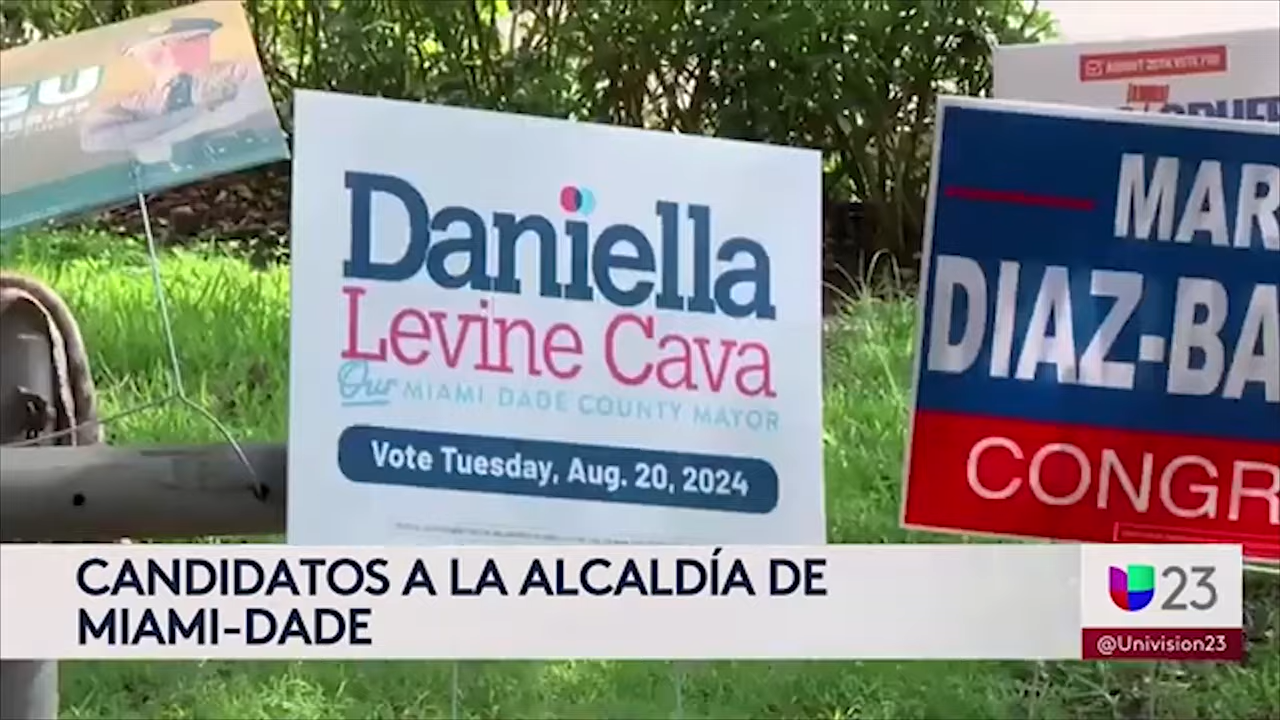 Daniella
Levine Cava
Our MIAMI-DADE COUNTY MAYOR
Vote Tuesday, Aug. 20, 2024
MAR
DIAZ-BA
CONGR
CANDIDATOS A LA ALCALDÍA DE
MIAMI-DADE
23
@Univision23